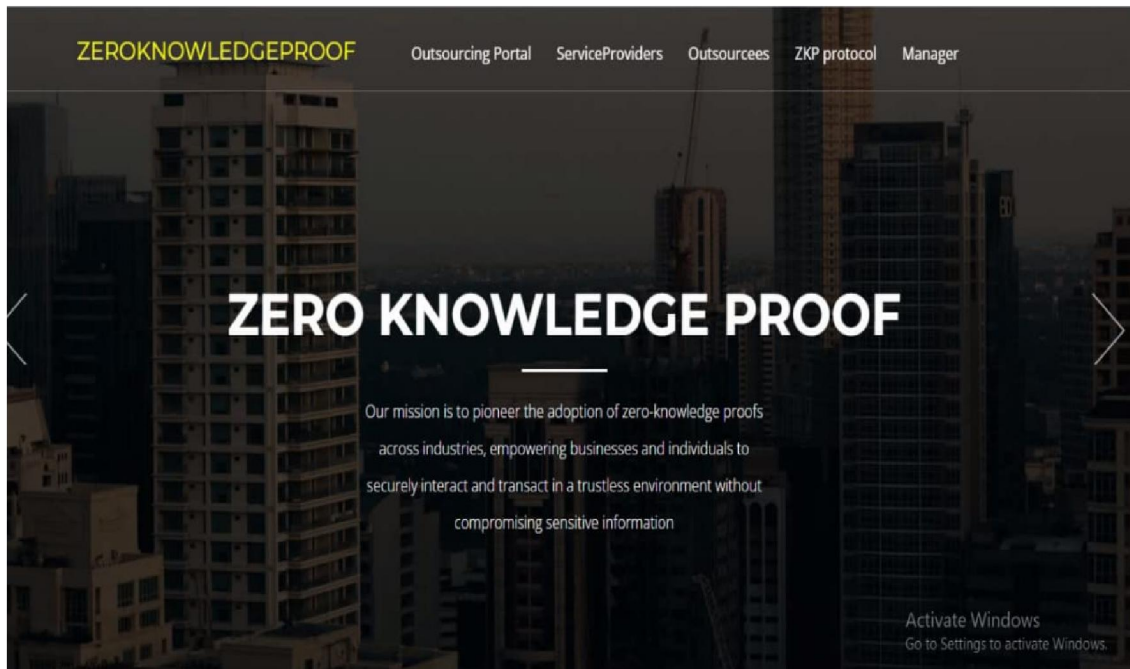 ZEROKNOWLEDGEPROOF Outsourcing Portal ServiceProviders Outsourcees ZKP protocol Manager
ZERO KNOWLEDGE PROOF
Our mission is to pioneer the adoption of zero-knowledge proofs
across industries, empowering businesses and individuals to
securely interact and transact in a trustless environment without
compromising sensitive information
Activate Windows
Go to Settings to activate Windows.